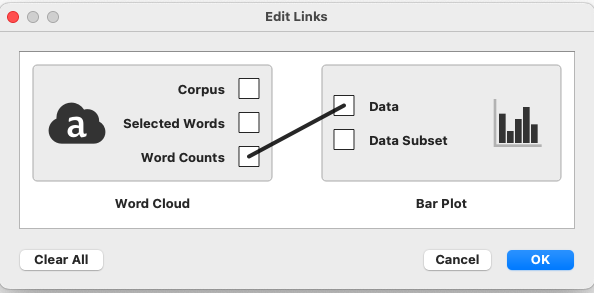 Edit Links
Corpus
Selected Words
Word Counts
a
Word Cloud
Data
Data Subset
Bar Plot
Clear All
Cancel
OK